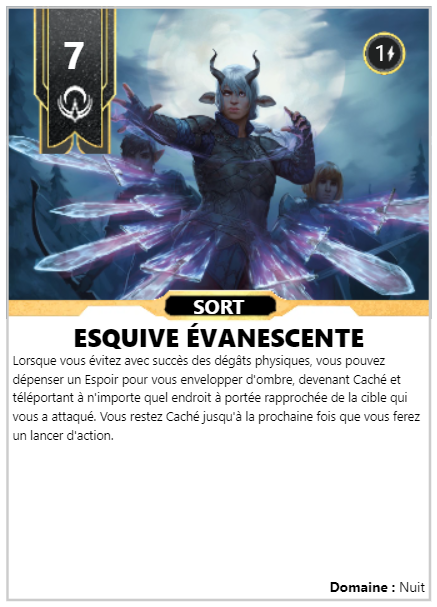 7
1
SORT
ESQUIVE ÉVANESCENTE
Lorsque vous évitez avec succès des dégâts physiques, vous pouvez
dépenser un Espoir pour vous envelopper d'ombre, devenant Caché et
téléportant à n'importe quel endroit à portée rapprochée de la cible qui
vous a attaqué. Vous restez Caché jusqu'à la prochaine fois que vous ferez
un lancer d'action.
Domaine : Nuit